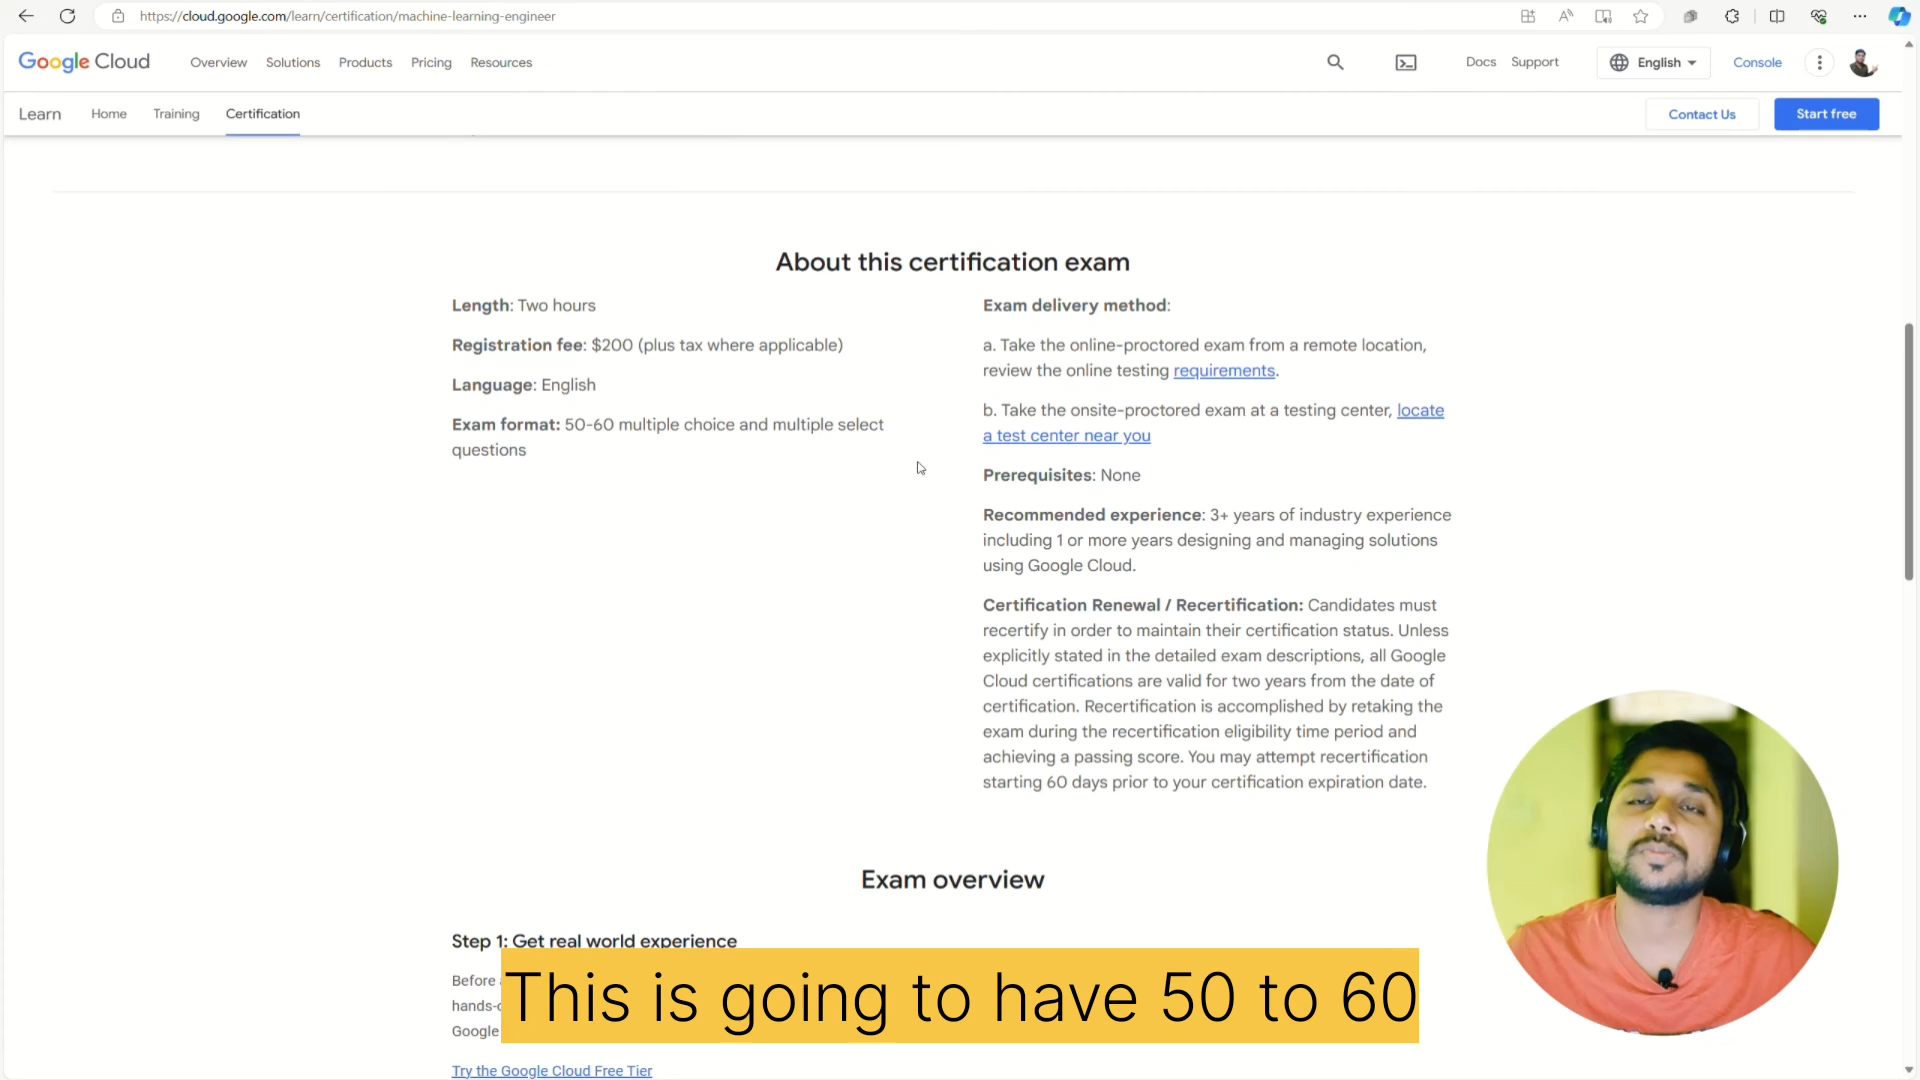 https://cloud.google.com/learn/certification/machine-learning-engineer
Google Cloud
Overview
Solutions
Products
Pricing
Resources
Docs
Support
English
Console
Learn
Home
Training
Certification
Contact Us
Start free
About this certification exam
Length: Two hours
Registration fee: $200 (plus tax where applicable)
Language: English
Exam format: 50-60 multiple choice and multiple select
questions
Exam delivery method:
a. Take the online-proctored exam from a remote location,
review the online testing requirements.
b. Take the onsite-proctored exam at a testing center, locate
a test center near you
Prerequisites: None
Recommended experience: 3+ years of industry experience
including 1 or more years designing and managing solutions
using Google Cloud.
Certification Renewal / Recertification: Candidates must
recertify in order to maintain their certification status. Unless
explicitly stated in the detailed exam descriptions, all Google
Cloud certifications are valid for two years from the date of
certification. Recertification is accomplished by retaking the
exam during the recertification eligibility time period and
achieving a passing score. You may attempt recertification
starting 60 days prior to your certification expiration date.
Exam overview
Step 1: Get real world experience
Before
Google
This is going to have 50 to 60
Try the Google Cloud Free Tier